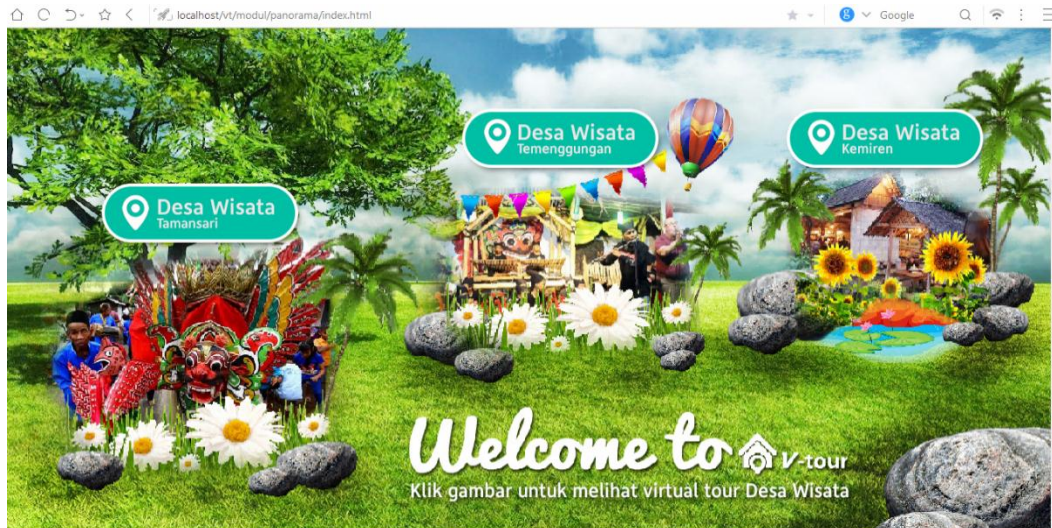 localhost/vt/modul/panorama/index.html
Google
Desa Wisata
Temenggungan
Desa Wisata
Kemiren
Desa Wisata
Tamansari
Welcome to V-tour
Klik gambar untuk melihat virtual tour Desa Wisata